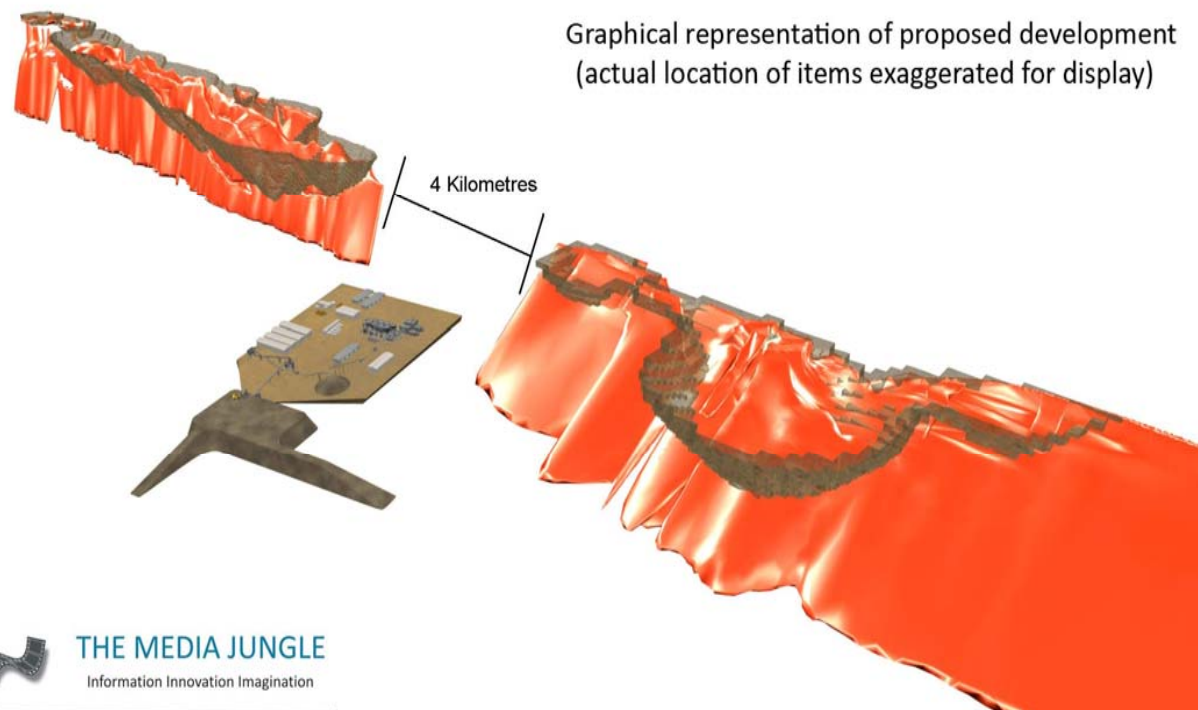 Graphical representation of proposed development
(actual location of items exaggerated for display)
4 Kilometres
THE MEDIA JUNGLE
Information Innovation Imagination